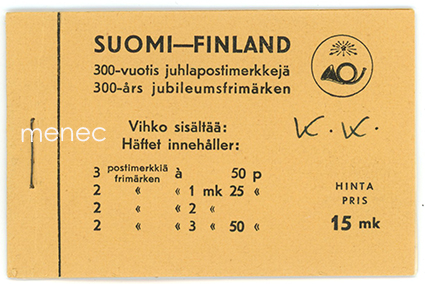 SUOMI—FINLAND
300-vuotis juhlapostimerkkejä
300-års jubileumsfrimärken
menec
K. K.
Vihko sisältää:
Häftet innehåller:
3 postimerkkiä frimärken à 50 p
2 « « 1 mk 25 «
2 « « 2 «
2 « « 3 « 50 «
HINTA
PRIS
15 mk